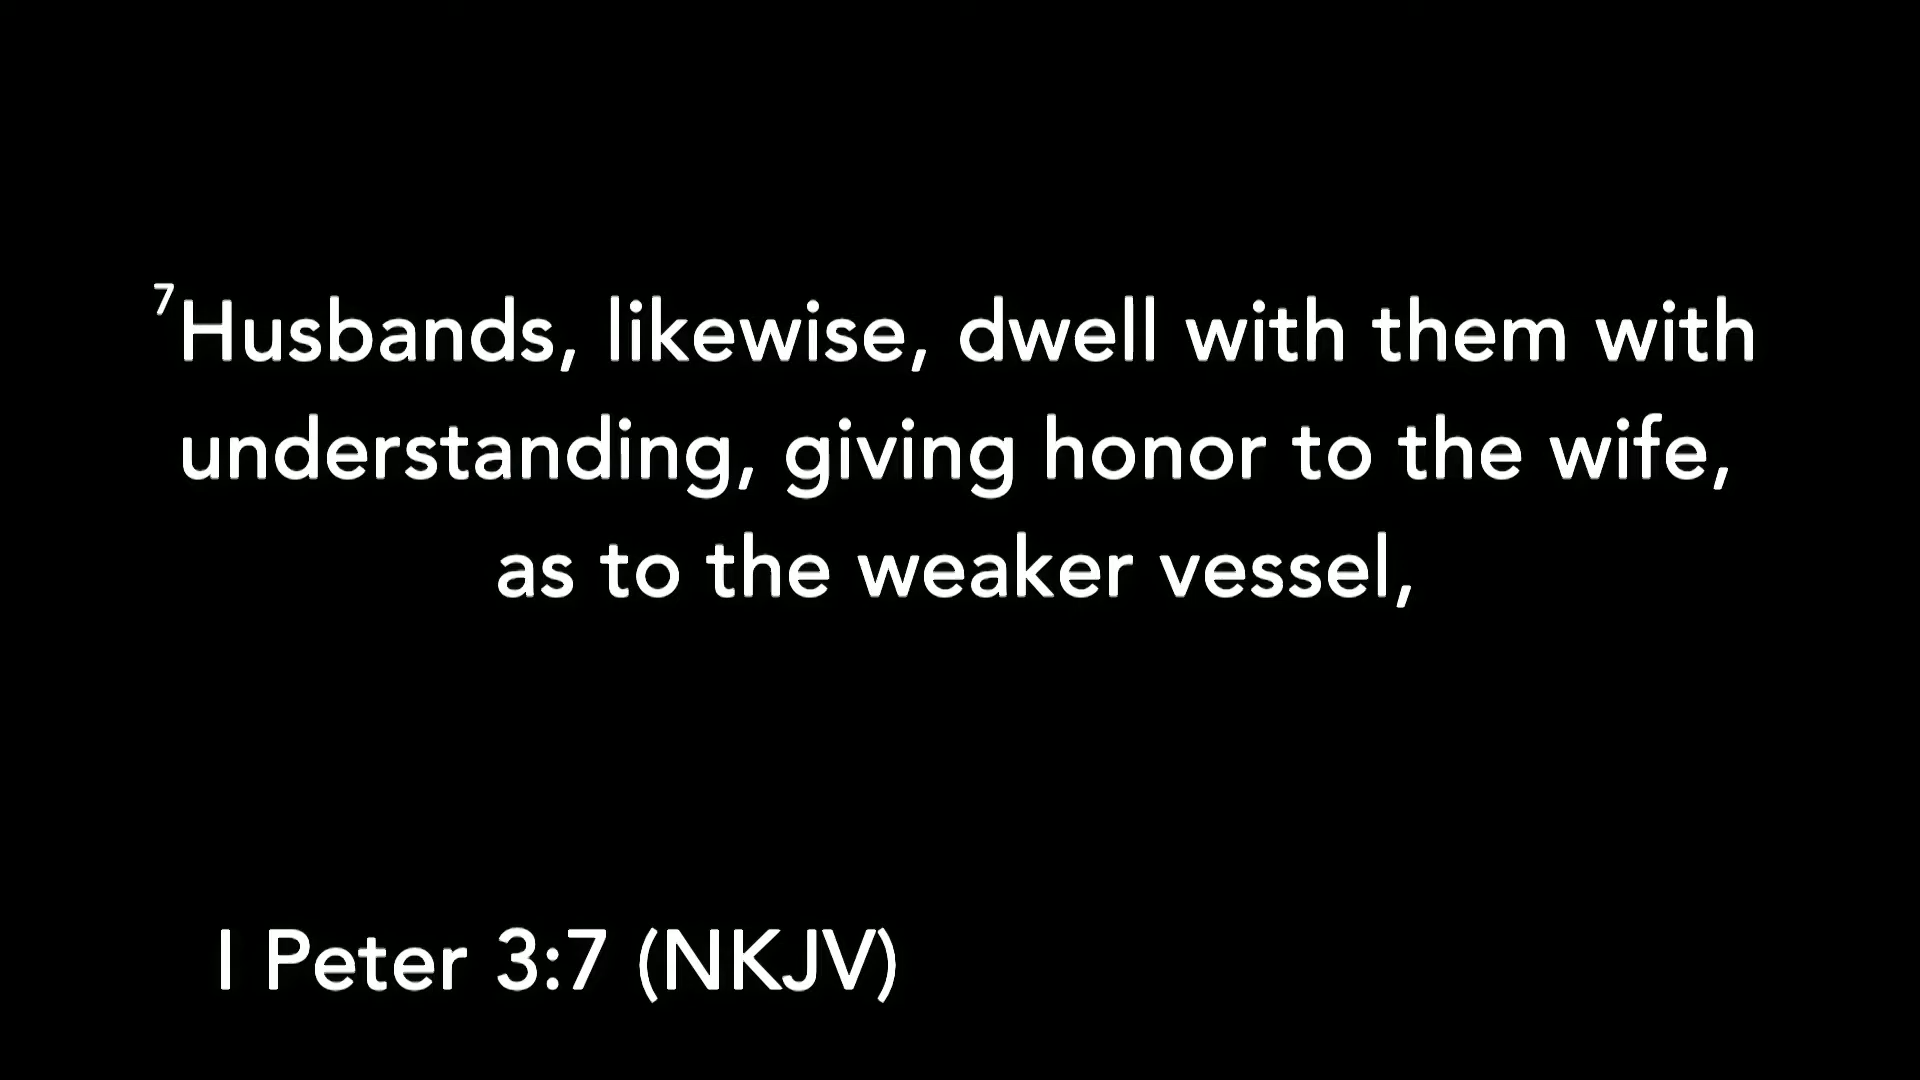 7Husbands, likewise, dwell with them with
understanding, giving honor to the wife,
as to the weaker vessel,
I Peter 3:7 (NKJV)